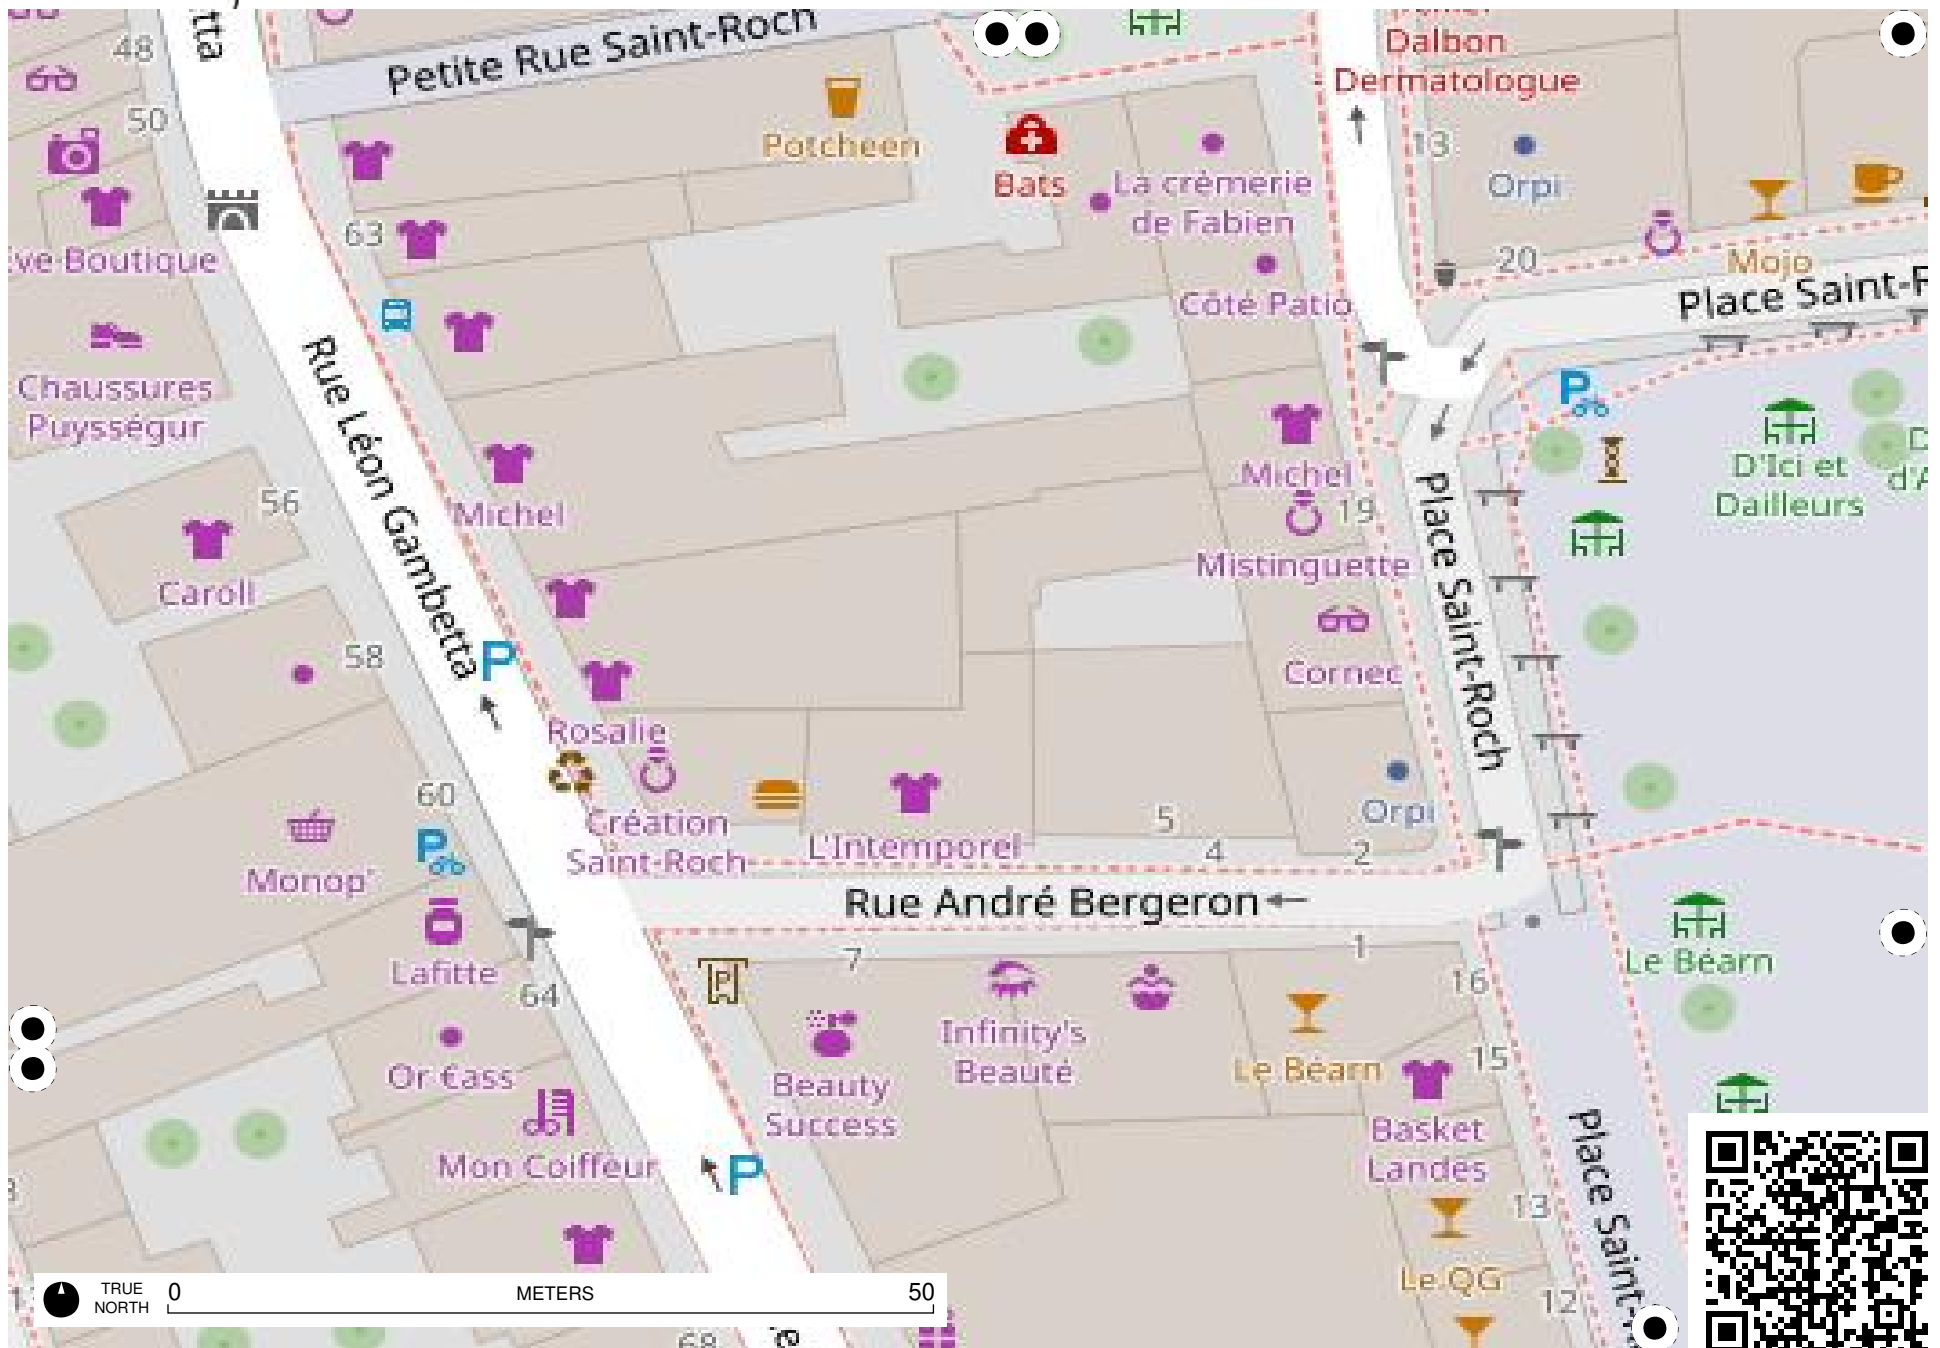 48
Petite Rue Saint-Roch
Dalbon
Dermatologue
50
Potcheen
13
Bats
La crémerie
de Fabien
Orpi
63
ve Boutique
20
Mojo
Côté Patio
Place Saint-R
Chaussures
Puysségur
Rue Léon Gambetta
P
D'Ici et
Dailleurs
Michel
Michel
19
56
Mistinguette
Caroll
Place Saint-Roch
58
P
Cornec
Rosalie
60
Création
Saint-Roch
L'Intemporel
5
4
2
Orpi
P
Monop'
Rue André Bergeron
Lafitte
64
7
1
16
Le Béarn
P
Infinity's
Beauté
Le Béarn
15
Or €ass
Beauty
Success
Basket
Landes
Mon Coiffeur
P
13
Place Saint-
Le QG
12
TRUE
NORTH
0
METERS
50
68